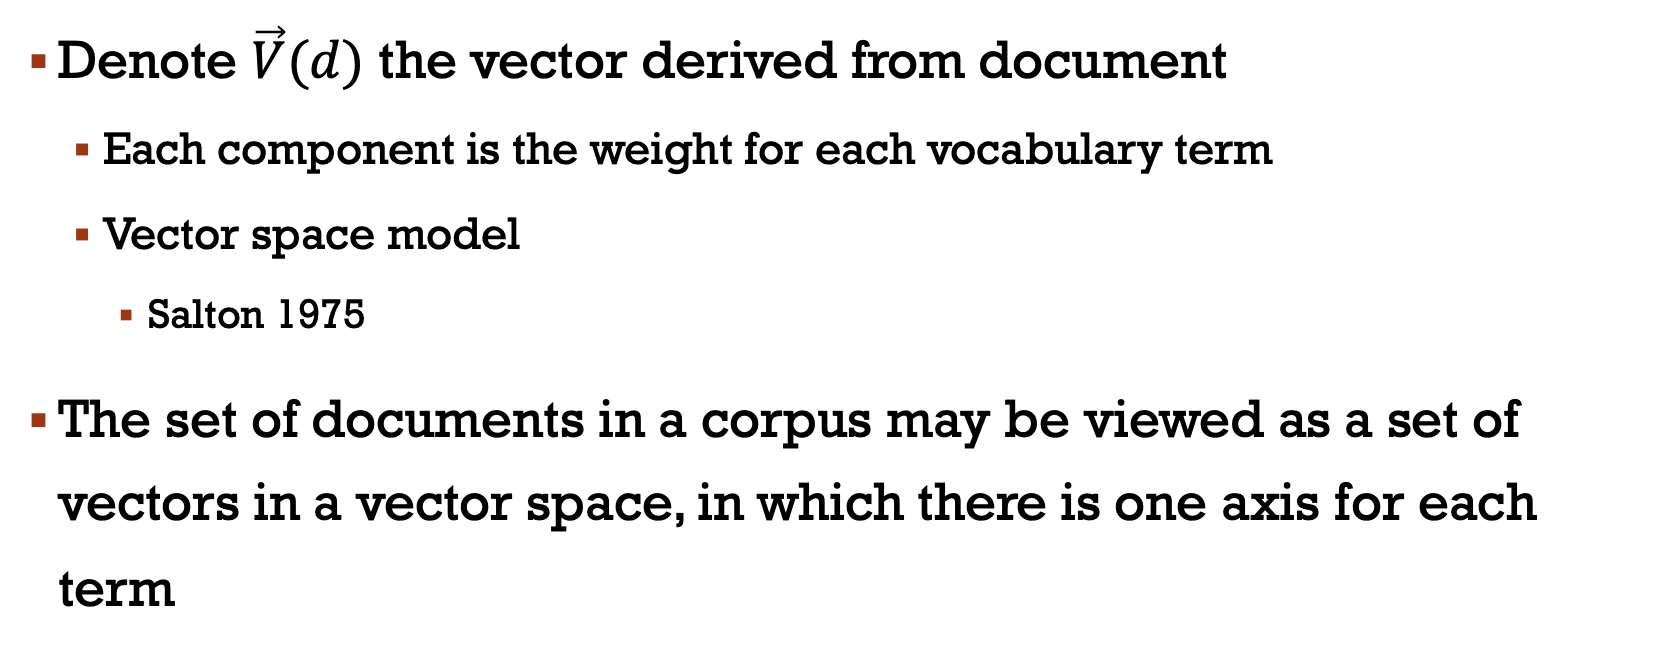 ▪ Denote $\vec{V}(d)$ the vector derived from document
▪ Each component is the weight for each vocabulary term
▪ Vector space model
▪ Salton 1975
▪ The set of documents in a corpus may be viewed as a set of
vectors in a vector space, in which there is one axis for each
term